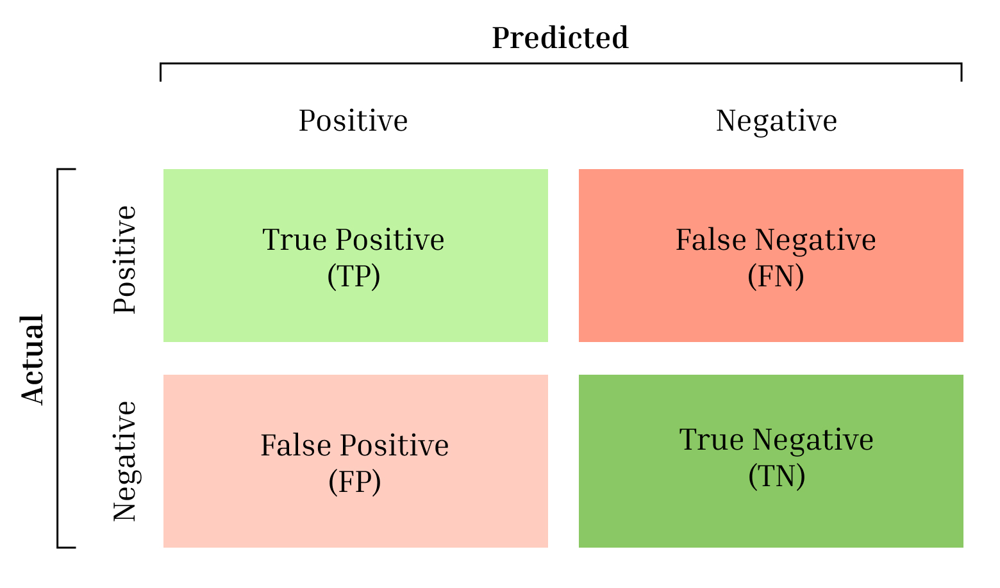 Predicted
Positive
Negative
Actual
Positive
True Positive
(TP)
False Negative
(FN)
Negative
False Positive
(FP)
True Negative
(TN)